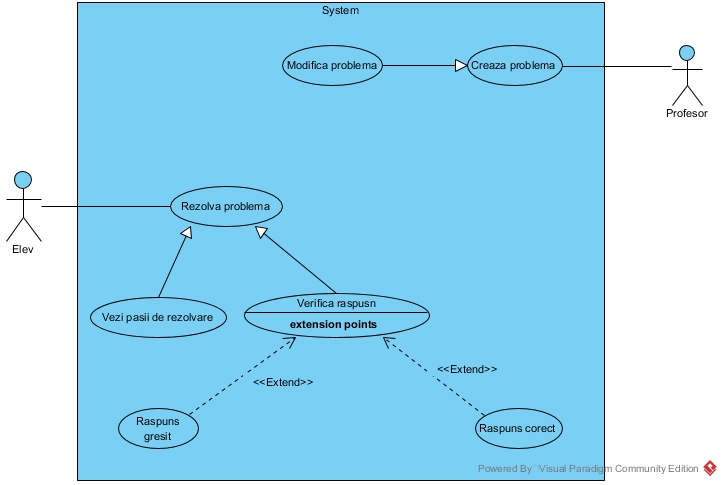 System
Modifica problema
Creaza problema
Profesor
Elev
Rezolva problema
Vezi pasii de rezolvare
Verifica raspusn
extension points
<<Extend>>
<<Extend>>
Raspuns
gresit
Raspuns corect
Powered By Visual Paradigm Community Edition